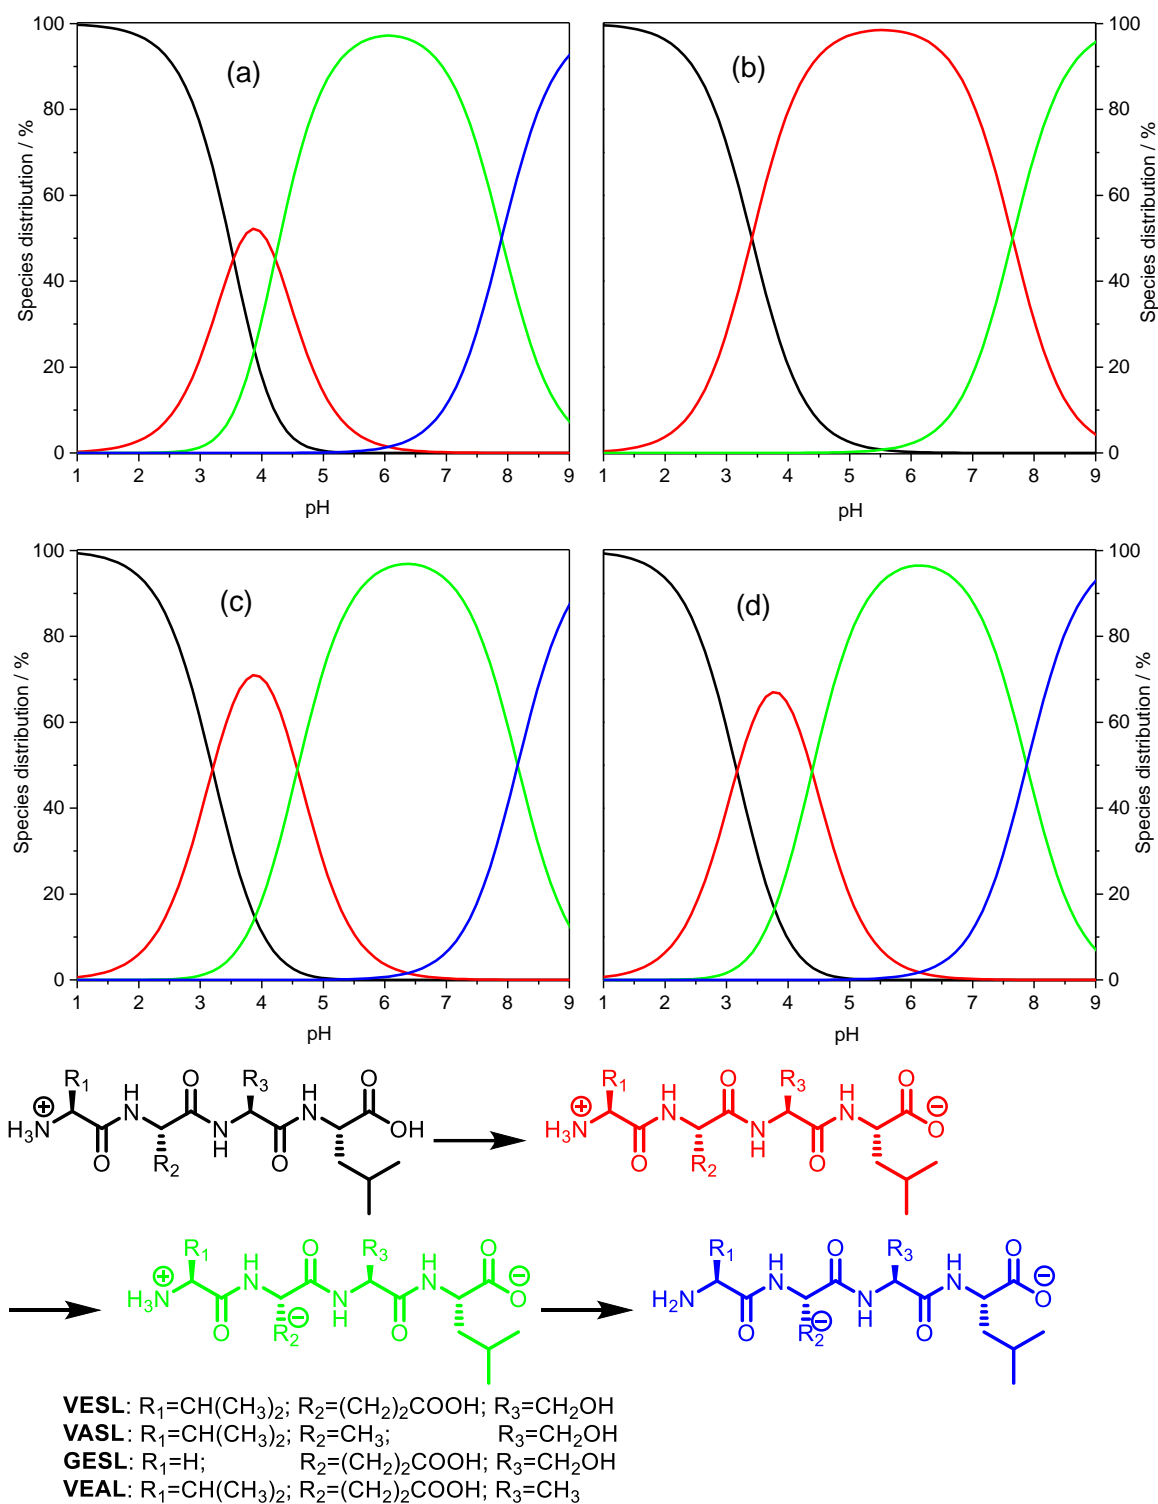 (a)
100
80
60
40
20
0
Species distribution / %
1 2 3 4 5 6 7 8 9
pH
(b)
100
80
60
40
20
0
Species distribution / %
1 2 3 4 5 6 7 8 9
pH
(c)
100
80
60
40
20
0
Species distribution / %
1 2 3 4 5 6 7 8 9
pH
(d)
100
80
60
40
20
0
Species distribution / %
1 2 3 4 5 6 7 8 9
pH
R1 H O R3 H O
⊕ N N
H3N N OH
O R2 H O
R1 H O R3 H O
⊕ N N ⊖
H3N N O
O R2 H O
R1 H O R3 H O
⊕ N N ⊖
H3N N O
O R2⊖ H O
R1 H O R3 H O
N N ⊖
H2N N O
O R2⊖ H O
VESL: R1=CH(CH3)2; R2=(CH2)2COOH; R3=CH2OH
VASL: R1=CH(CH3)2; R2=CH3; R3=CH2OH
GESL: R1=H; R2=(CH2)2COOH; R3=CH2OH
VEAL: R1=CH(CH3)2; R2=(CH2)2COOH; R3=CH3